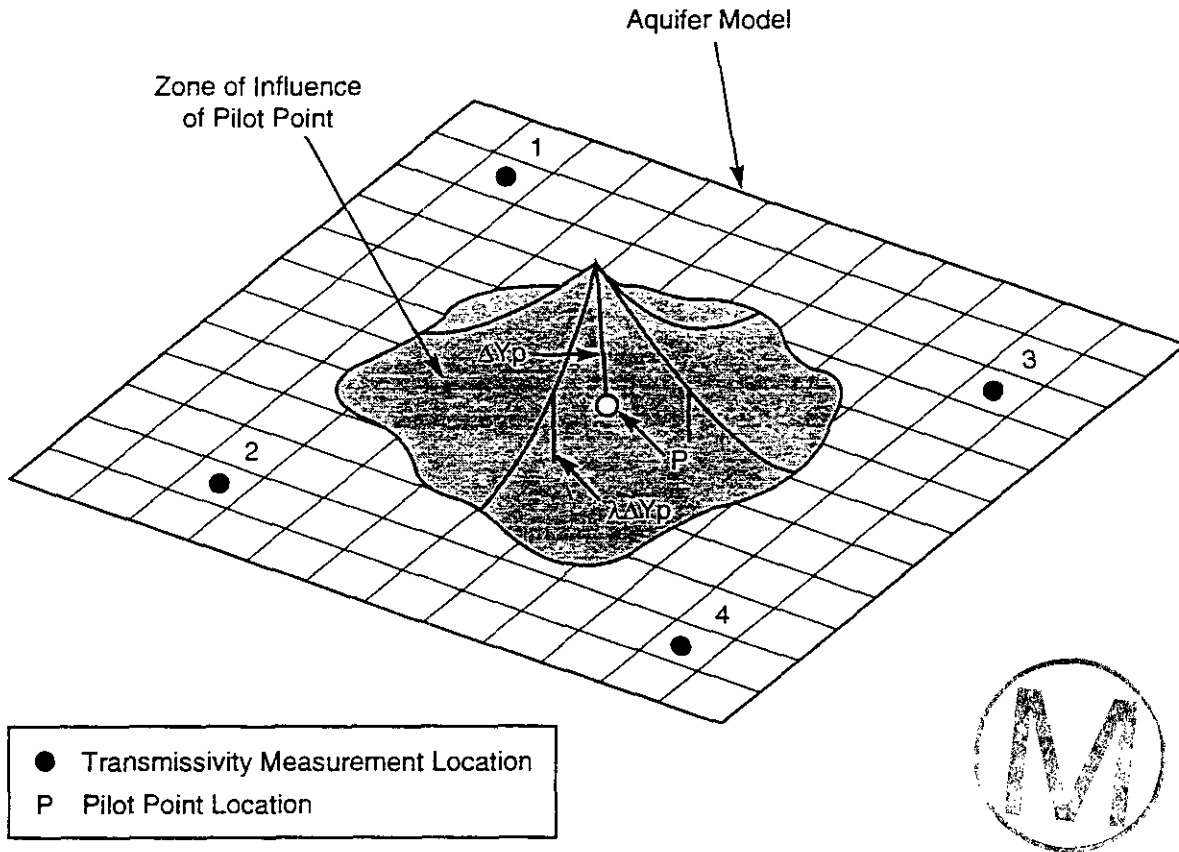 Aquifer Model
Zone of Influence
of Pilot Point
1
3
ΔYp
2
P
λΔYp
4
● Transmissivity Measurement Location
P Pilot Point Location
M